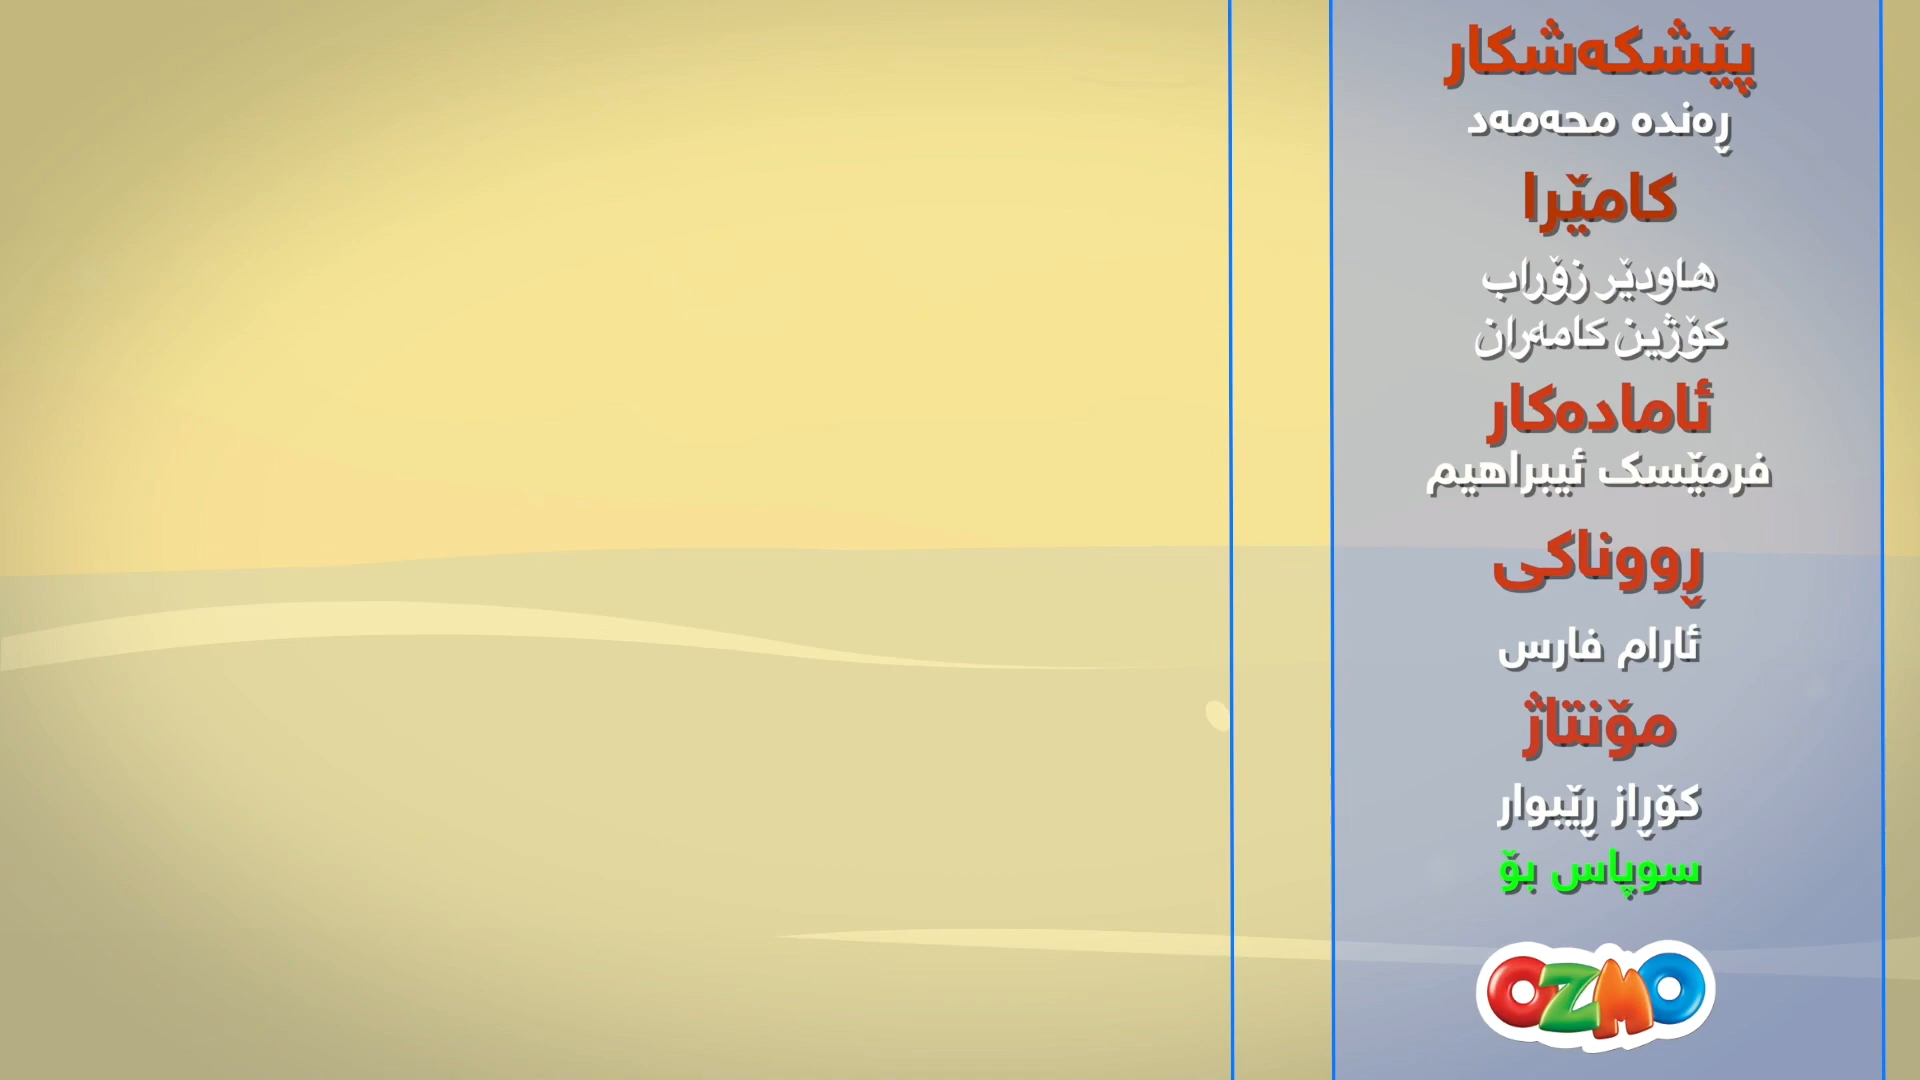 پێشکەشکار
ڕەندە محەمەد
کامێرا
هاودێر زۆراب
کۆژین کامەران
ئامادەکار
فرمێسک ئیبراهیم
ڕووناکی
ئارام فارس
مۆنتاژ
کۆڕاز ڕێبوار
سوپاس بۆ
OZMO